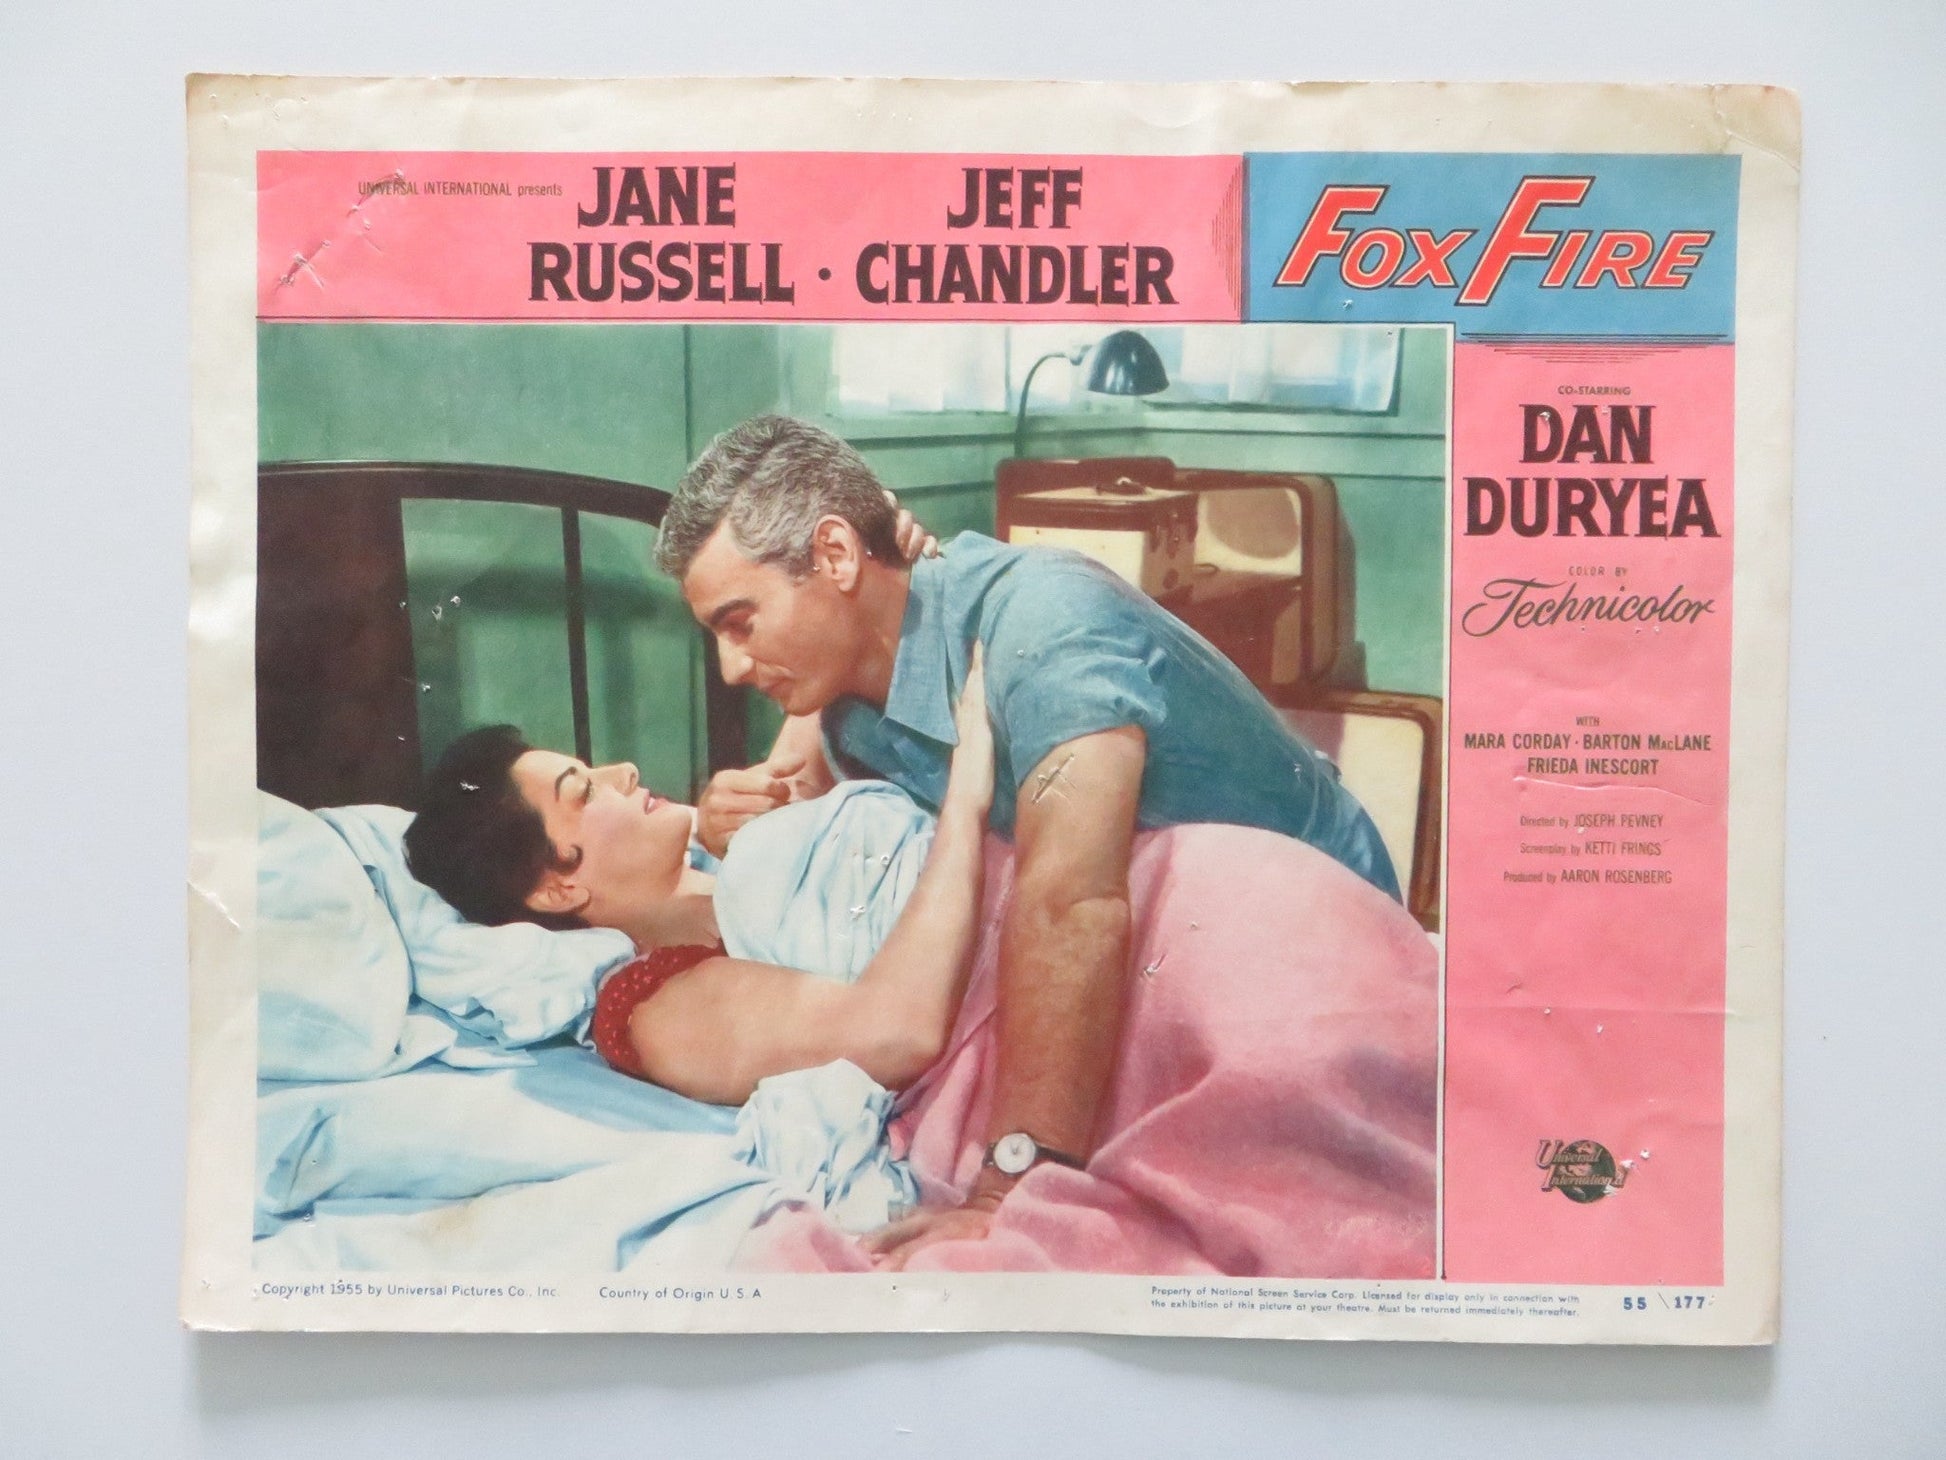 UNIVERSAL INTERNATIONAL presents
JANE RUSSELL · JEFF CHANDLER
FOXFIRE
CO-STARRING
DAN
DURYEA
COLOR BY
Technicolor
WITH
MARA CORDAY · BARTON MacLANE
FRIEDA INESCORT
Directed by JOSEPH PEVNEY
Screenplay by KETTI FRINGS
Produced by AARON ROSENBERG
Universal
International
Copyright 1955 by Universal Pictures Co., Inc. Country of Origin U. S. A
Property of National Screen Service Corp. Licensed for display only in connection with
the exhibition of this picture at your theatre. Must be returned immediately thereafter.
55 177